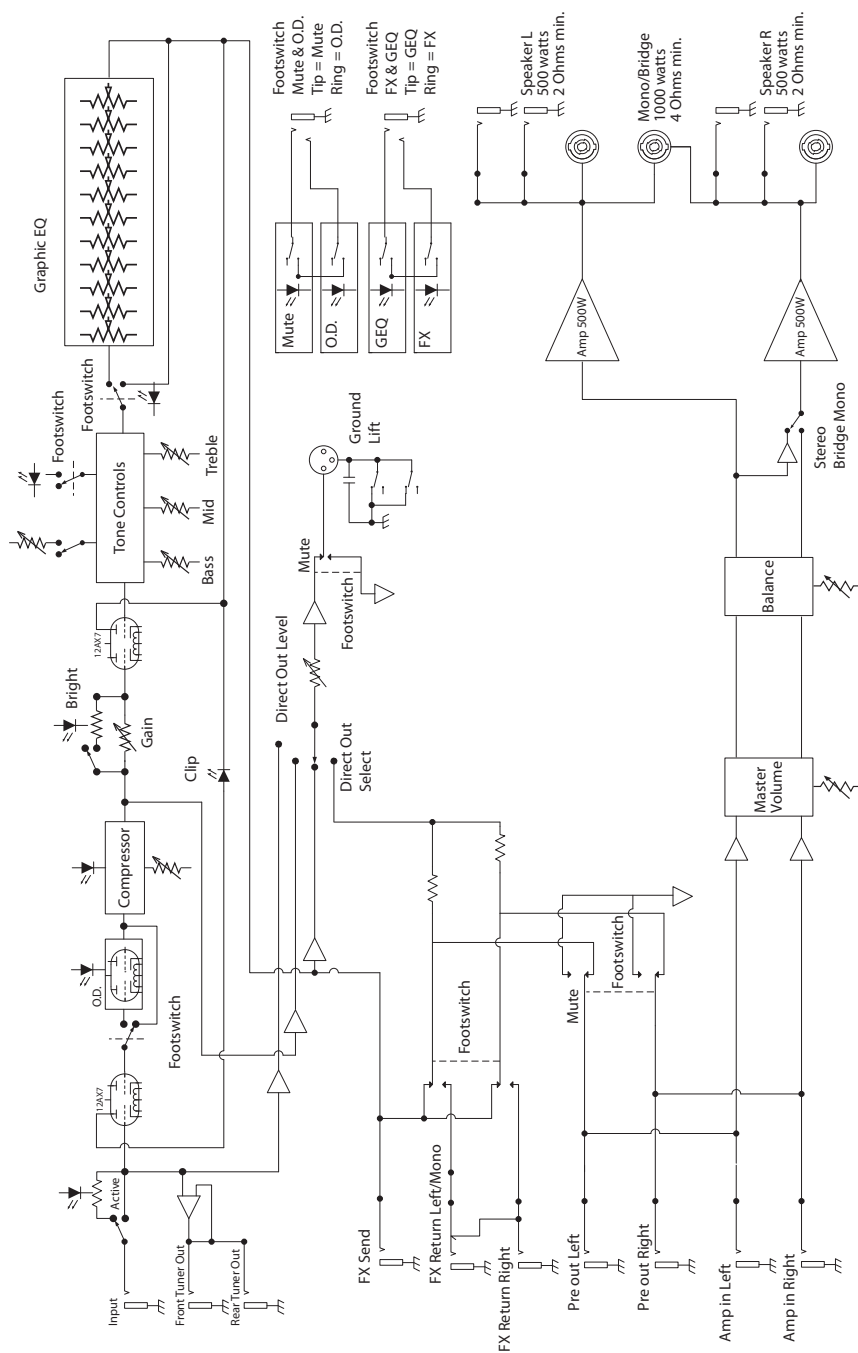 Input
Active
Front Tuner Out
Rear Tuner Out
12AX7
Footswitch
O.D.
Compressor
Clip
Bright
Gain
12AX7
Tone Controls
Bass
Mid
Treble
Footswitch
Footswitch
Graphic EQ
Direct Out Level
Direct Out
Select
Mute
Footswitch
Ground
Lift
Mute
O.D.
GEQ
FX
Footswitch
Mute & O.D.
Tip = Mute
Ring = O.D.
Footswitch
FX & GEQ
Tip = GEQ
Ring = FX
FX Send
FX Return Left/Mono
FX Return Right
Footswitch
Pre out Left
Pre out Right
Mute
Footswitch
Amp in Left
Amp in Right
Master
Volume
Balance
Stereo
Bridge Mono
Amp 500W
Amp 500W
Speaker L
500 watts
2 Ohms min.
Mono/Bridge
1000 watts
4 Ohms min.
Speaker R
500 watts
2 Ohms min.